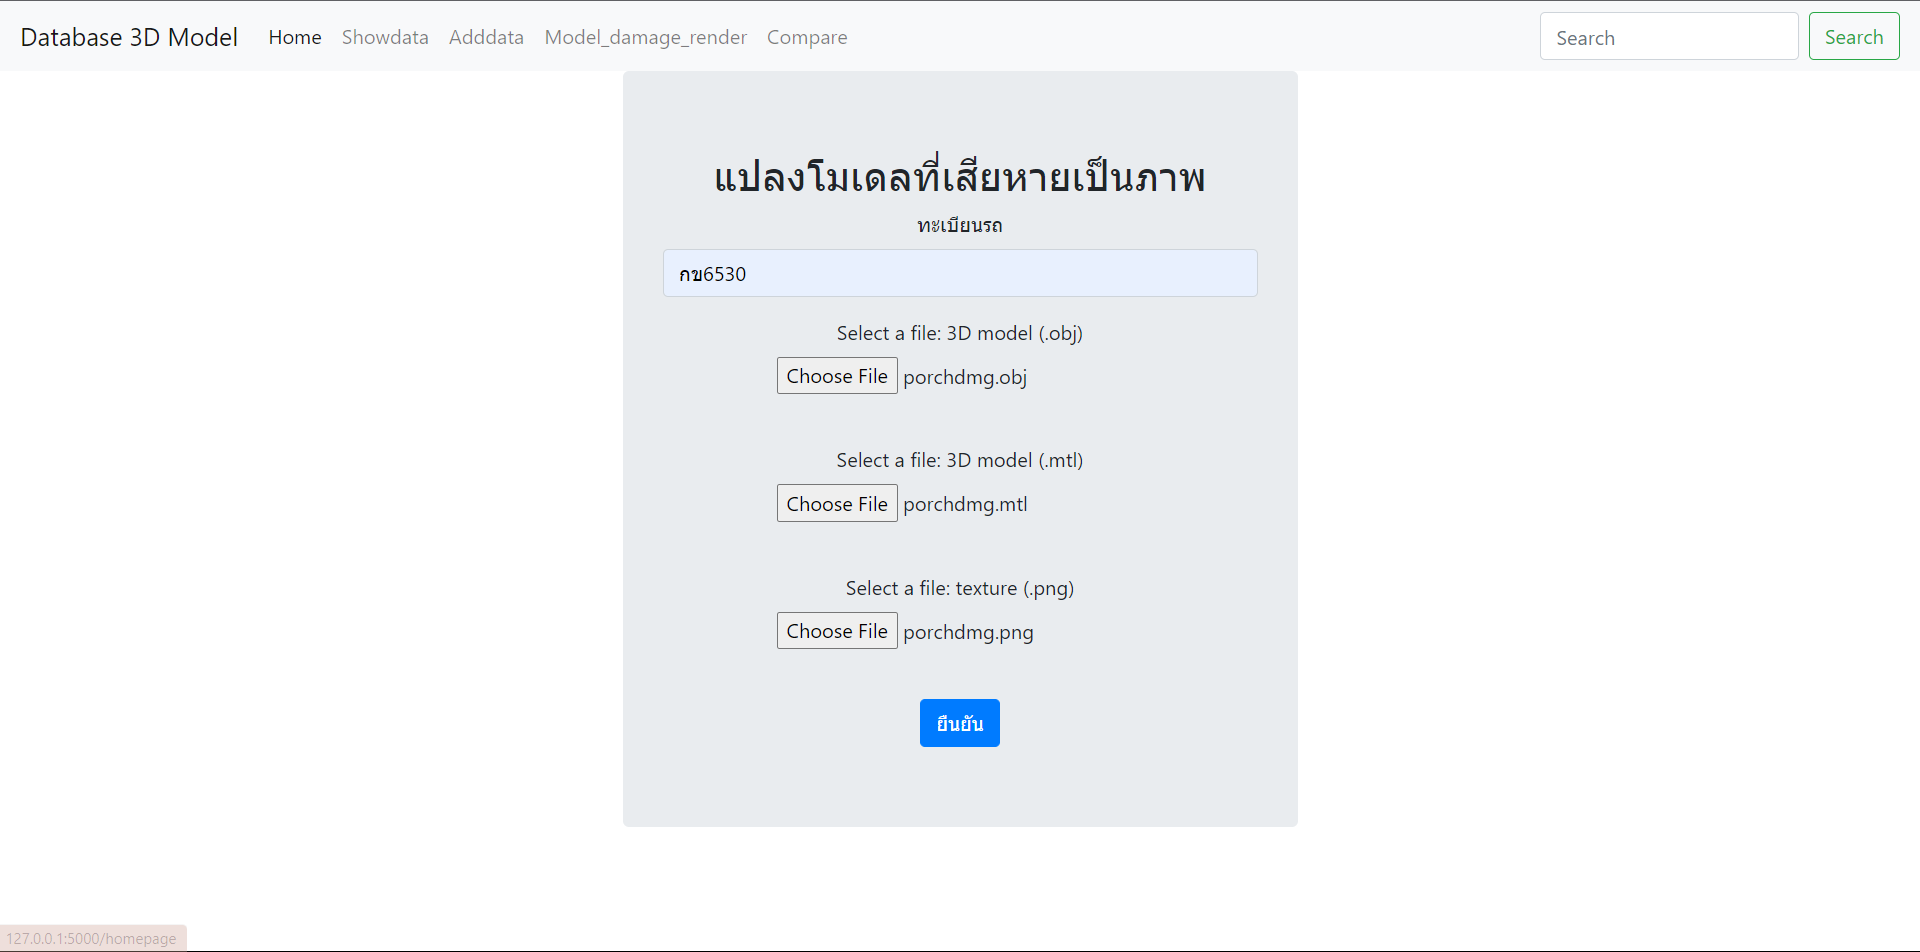 Database 3D Model Home Showdata Adddata Model_damage_render Compare Search Search
แปลงโมเดลที่เสียหายเป็นภาพ
ทะเบียนรถ
กข6530
Select a file: 3D model (.obj)
Choose File porchdmg.obj
Select a file: 3D model (.mtl)
Choose File porchdmg.mtl
Select a file: texture (.png)
Choose File porchdmg.png
ยืนยัน
127.0.0.1:5000/homepage